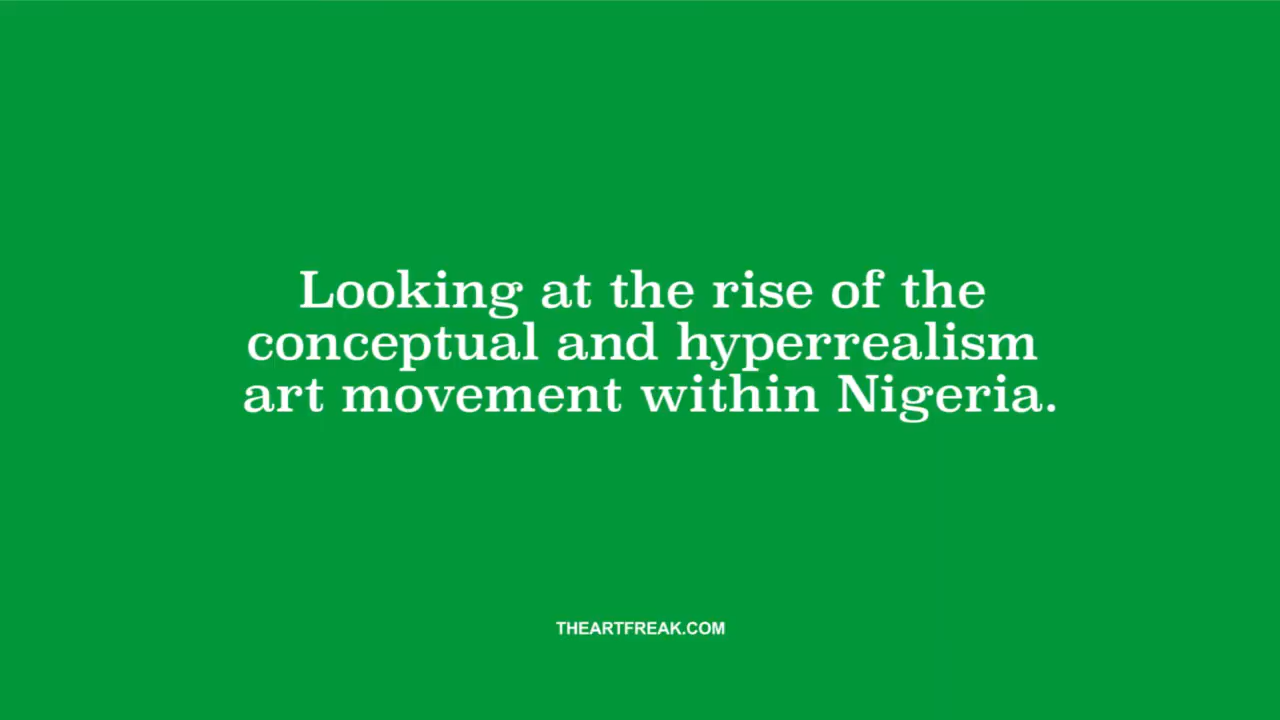 Looking at the rise of the
conceptual and hyperrealism
art movement within Nigeria.
THEARTFREAK.COM